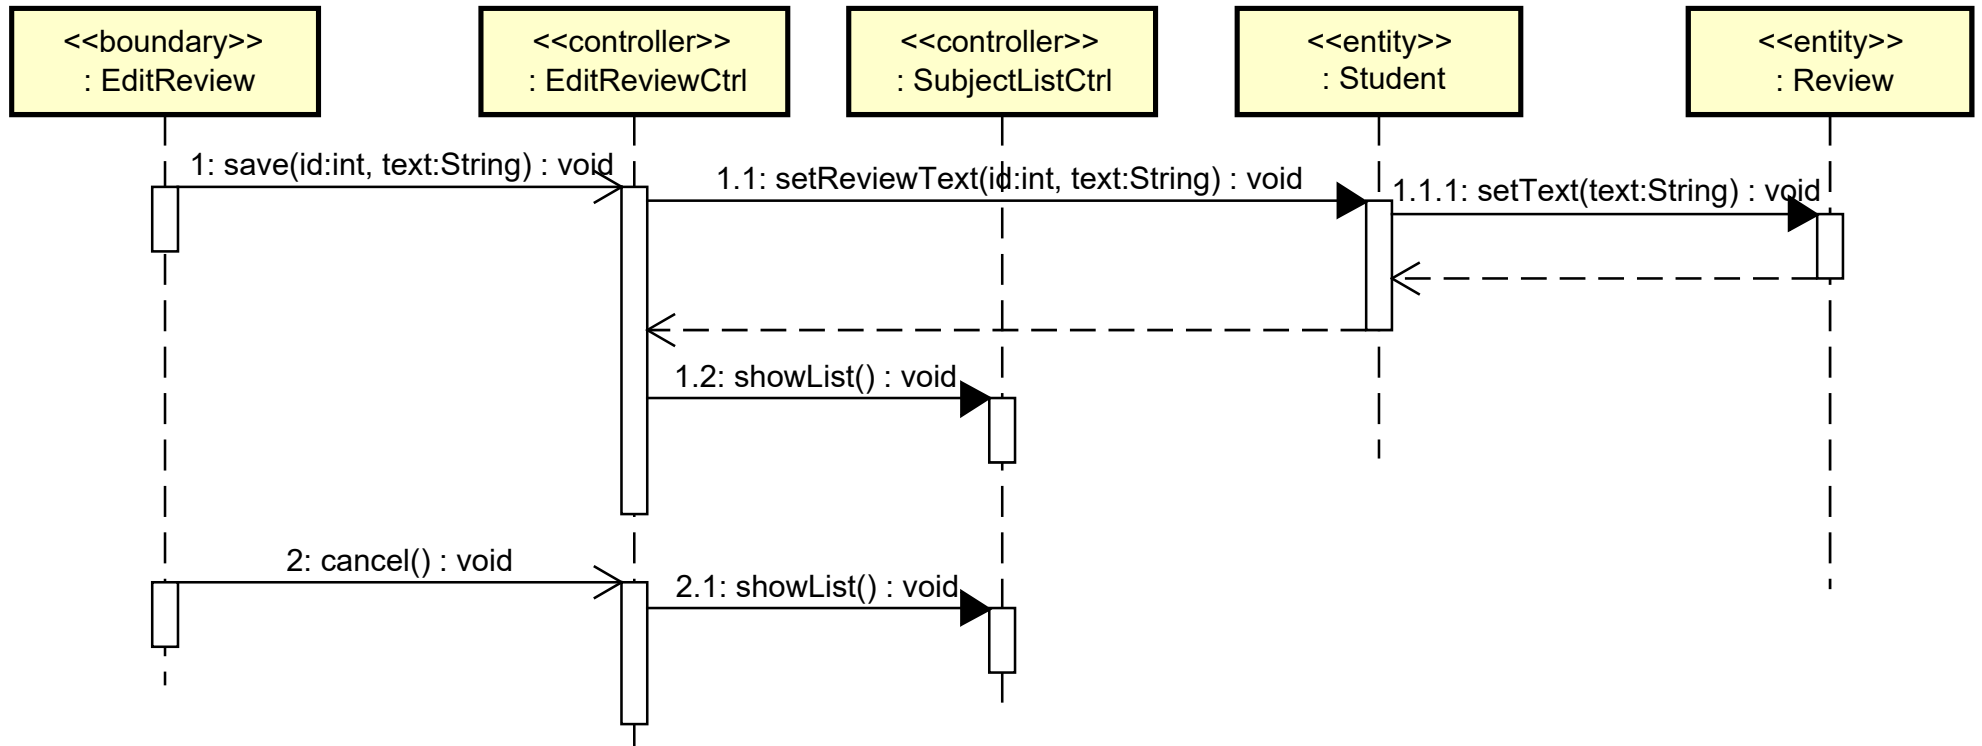 <<boundary>>
: EditReview
<<controller>>
: EditReviewCtrl
<<controller>>
: SubjectListCtrl
<<entity>>
: Student
<<entity>>
: Review
1: save(id:int, text:String) : void
1.1: setReviewText(id:int, text:String) : void
1.1.1: setText(text:String) : void
1.2: showList() : void
2: cancel() : void
2.1: showList() : void